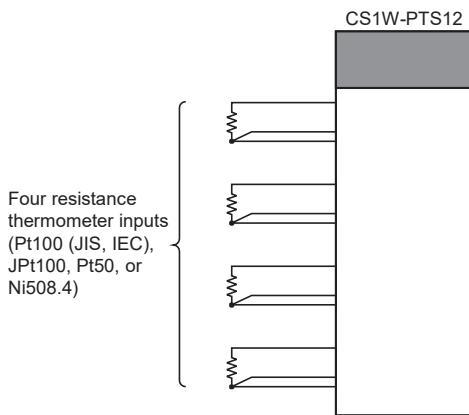 CS1W-PTS12
Four resistance
thermometer inputs
(Pt100 (JIS, IEC),
JPt100, Pt50, or
Ni508.4)